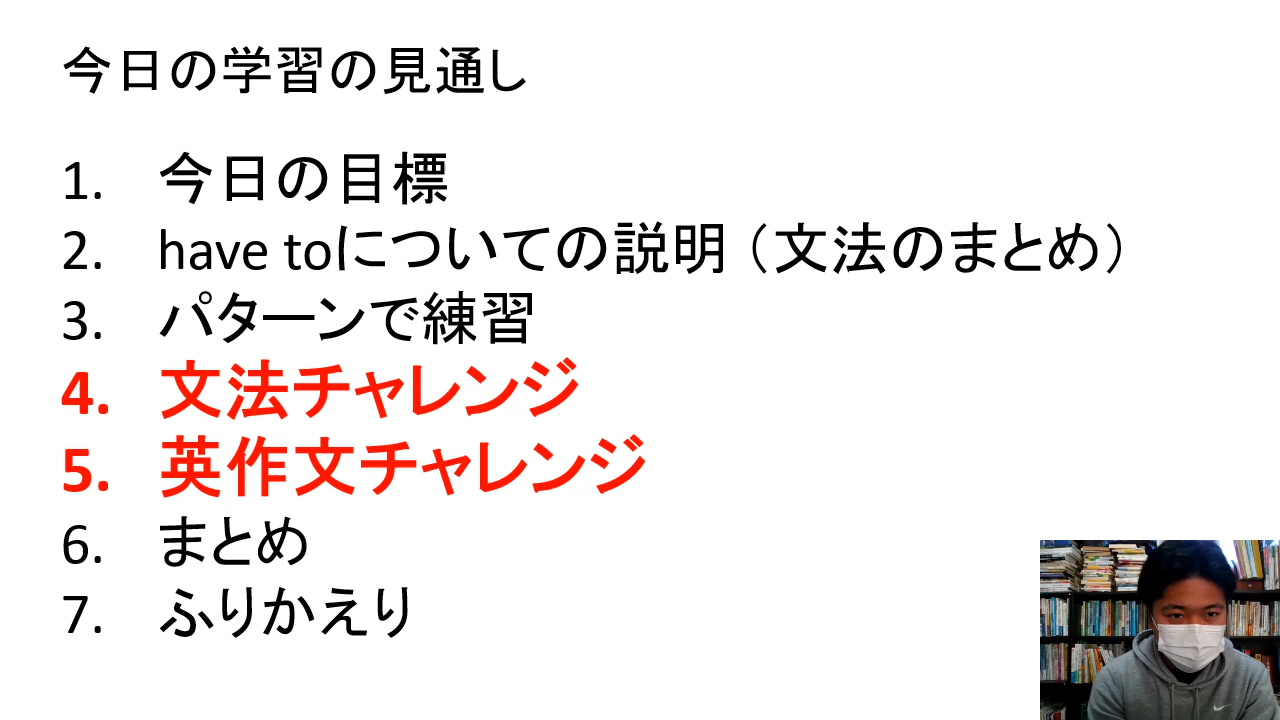 今日の学習の見通し
1. 今日の目標
2. have toについての説明（文法のまとめ）
3. パターンで練習
4. 文法チャレンジ
5. 英作文チャレンジ
6. まとめ
7. ふりかえり